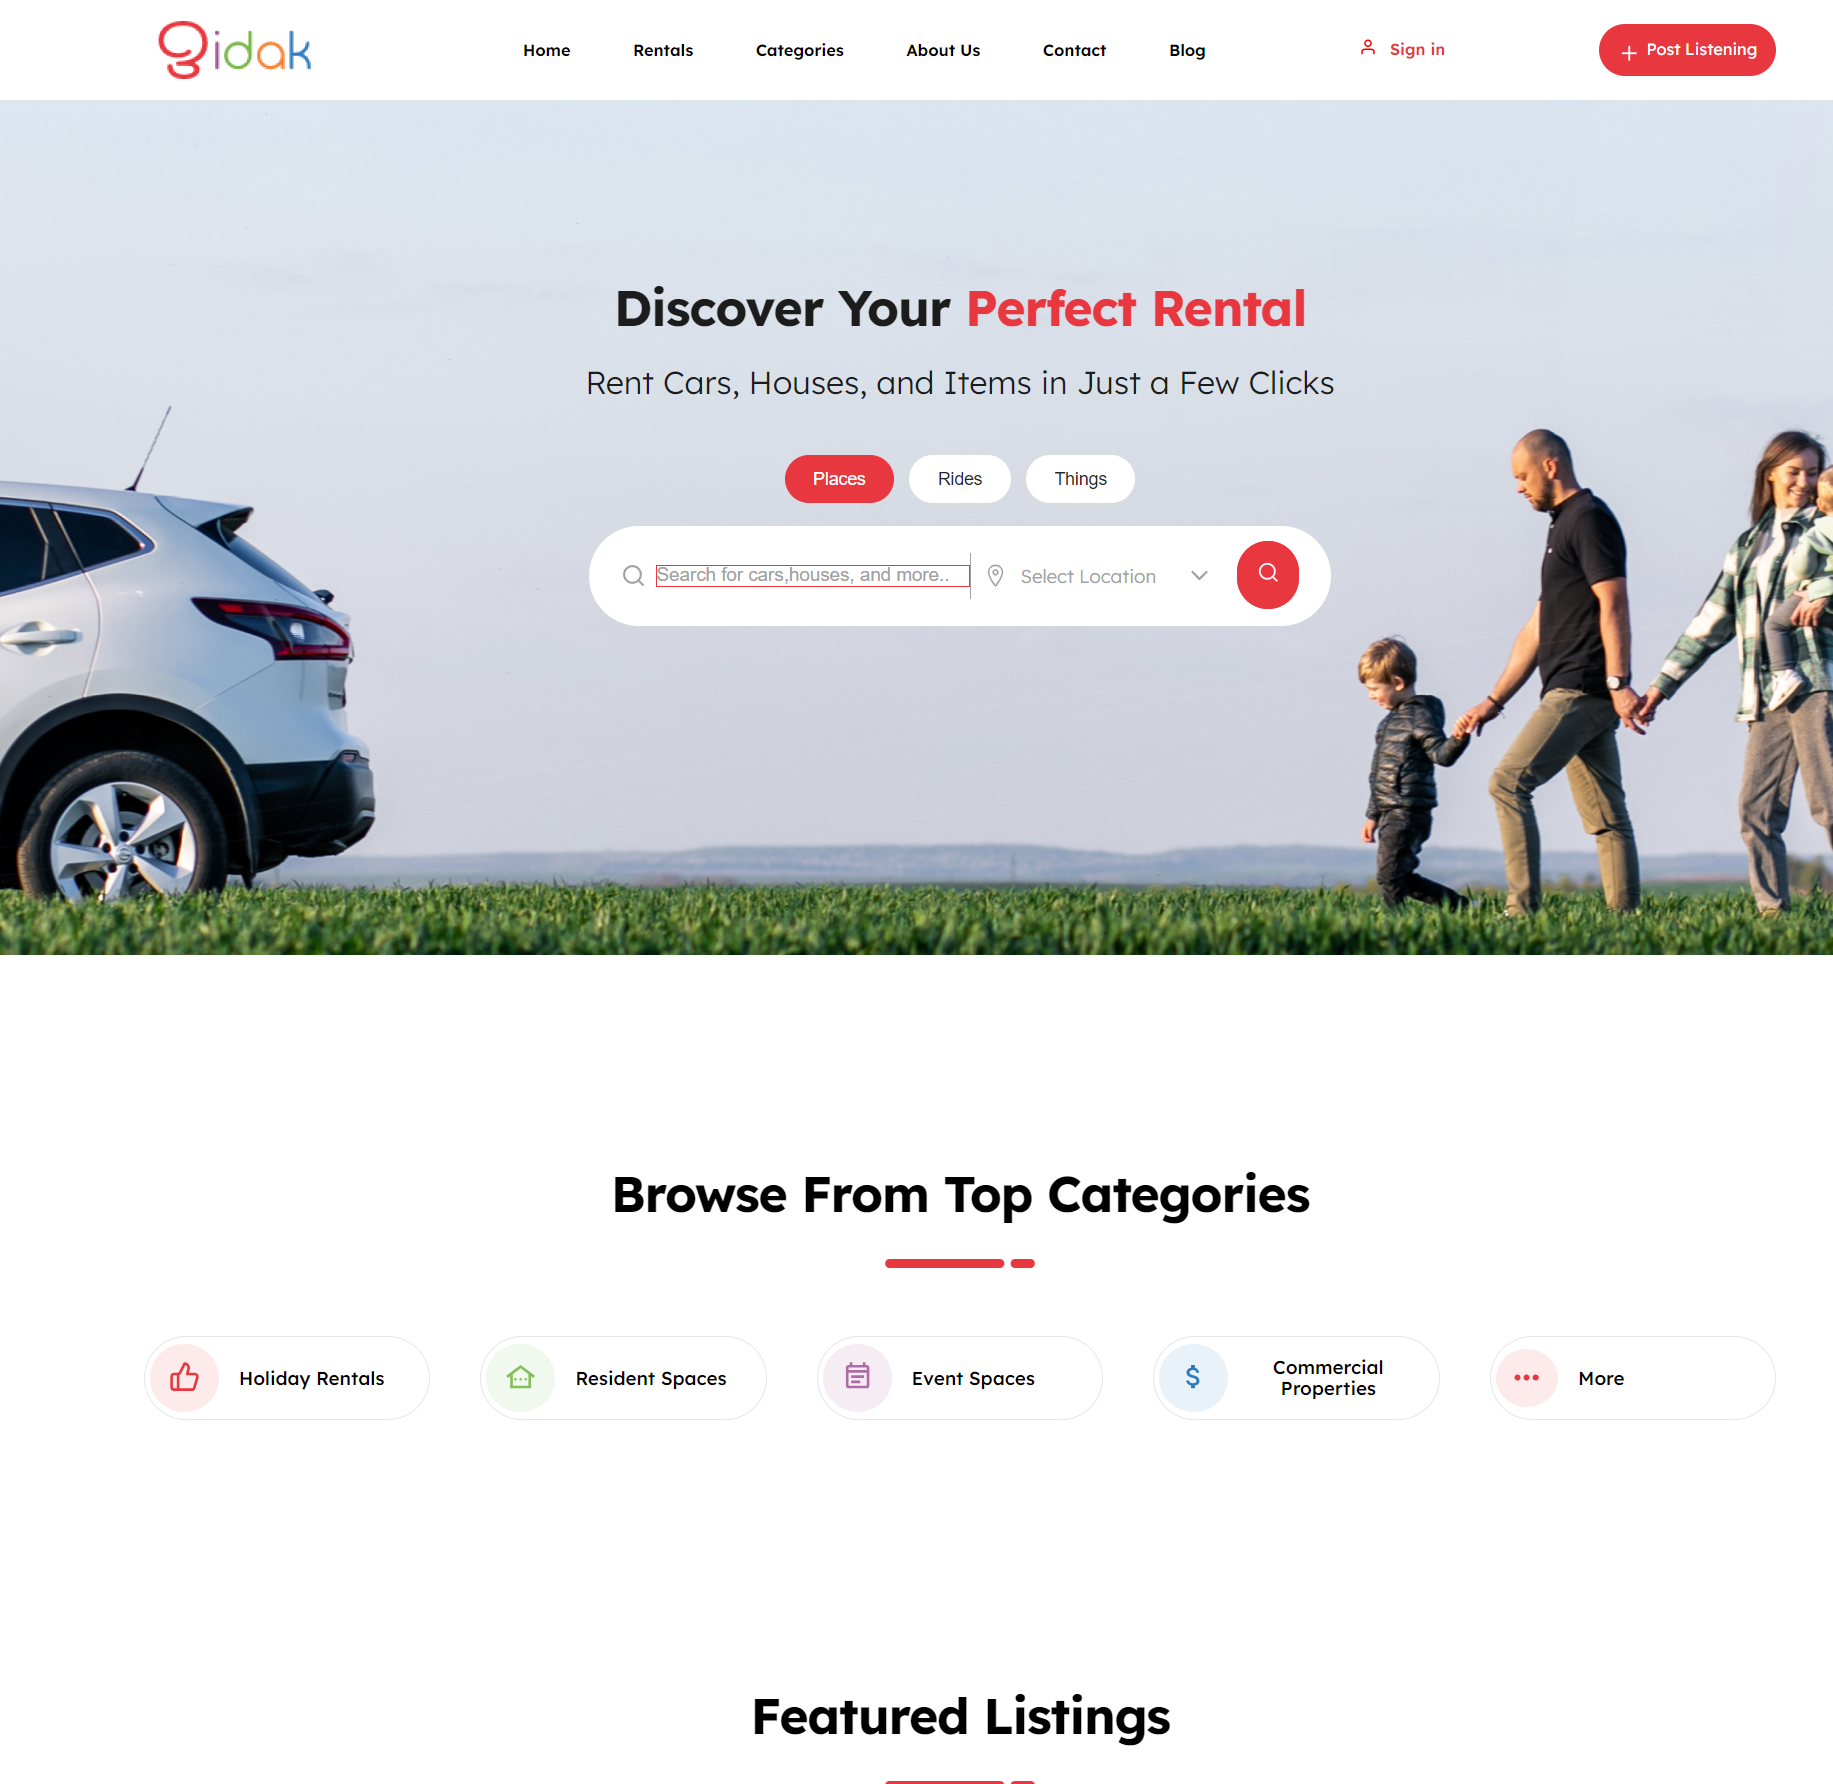 gidak
Home Rentals Categories About Us Contact Blog Sign in Post Listening
Discover Your Perfect Rental
Rent Cars, Houses, and Items in Just a Few Clicks
Places Rides Things
Search for cars,houses, and more.. Select Location
Browse From Top Categories
Holiday Rentals
Resident Spaces
Event Spaces
Commercial
Properties
More
Featured Listings